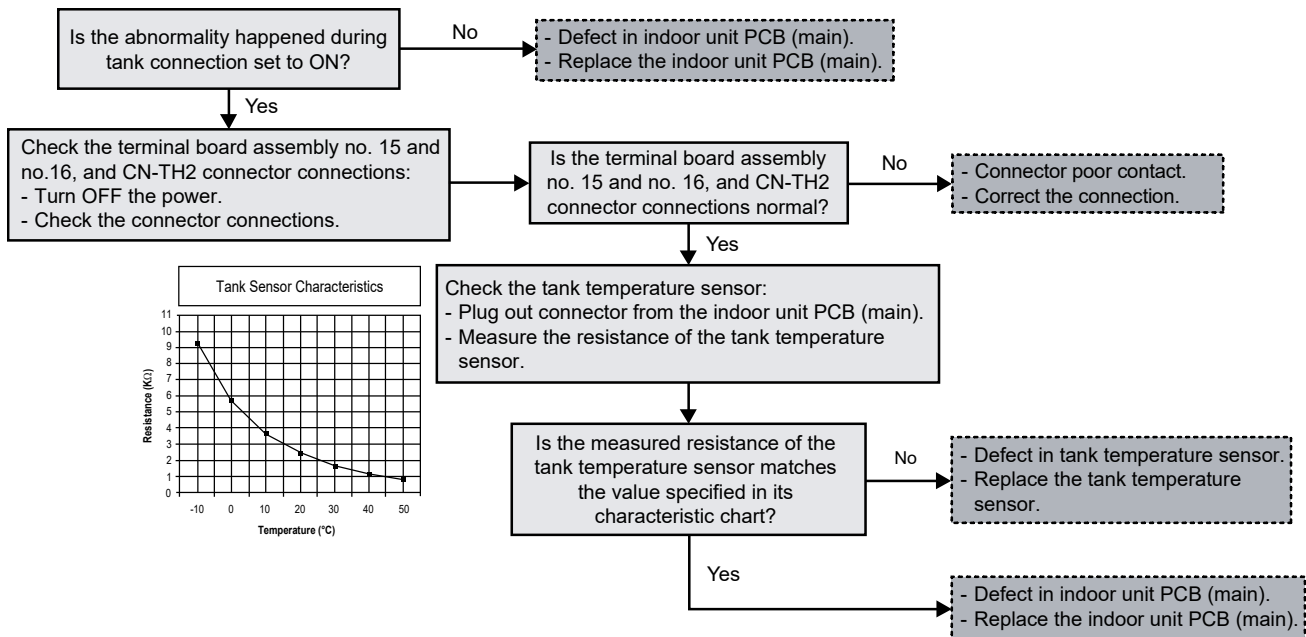 Is the abnormality happened during
tank connection set to ON?
No
- Defect in indoor unit PCB (main).
- Replace the indoor unit PCB (main).
Yes
Check the terminal board assembly no. 15 and
no.16, and CN-TH2 connector connections:
- Turn OFF the power.
- Check the connector connections.
Is the terminal board assembly
no. 15 and no. 16, and CN-TH2
connector connections normal?
No
- Connector poor contact.
- Correct the connection.
Yes
Check the tank temperature sensor:
- Plug out connector from the indoor unit PCB (main).
- Measure the resistance of the tank temperature
sensor.
Tank Sensor Characteristics
11
10
9
8
7
6
5
4
3
2
1
0
Resistance (KΩ)
-10 0 10 20 30 40 50
Temperature (°C)
Is the measured resistance of the
tank temperature sensor matches
the value specified in its
characteristic chart?
No
- Defect in tank temperature sensor.
- Replace the tank temperature
sensor.
Yes
- Defect in indoor unit PCB (main).
- Replace the indoor unit PCB (main).